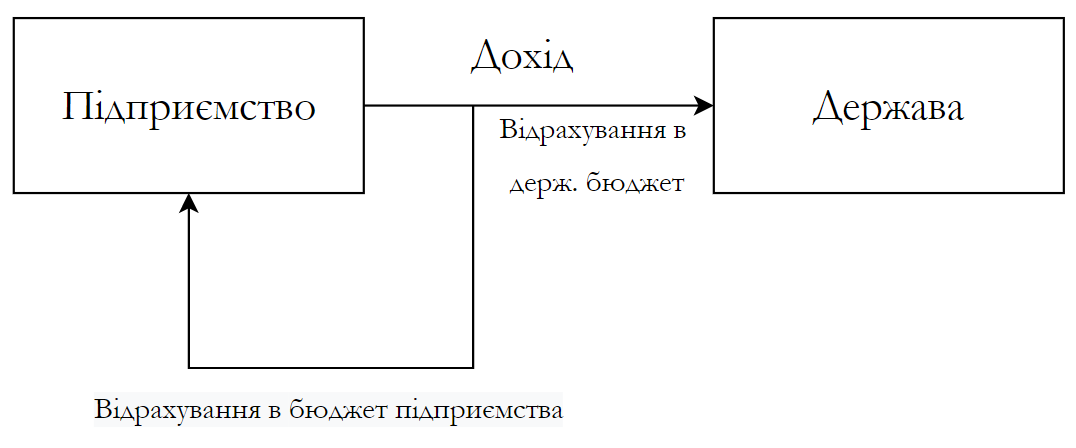 Дохід
Підприємство
Держава
Відрахування в
держ. бюджет
Відрахування в бюджет підприємства